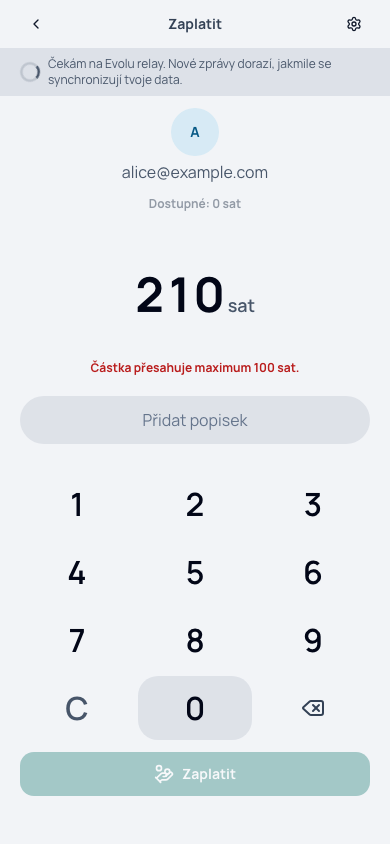 Zaplatit
Čekám na Evolu relay. Nové zprávy dorazí, jakmile se
synchronizují tvoje data.
A
alice@example.com
Dostupné: 0 sat
210 sat
Částka přesahuje maximum 100 sat.
Přidat popisek
1 2 3
4 5 6
7 8 9
C 0
Zaplatit